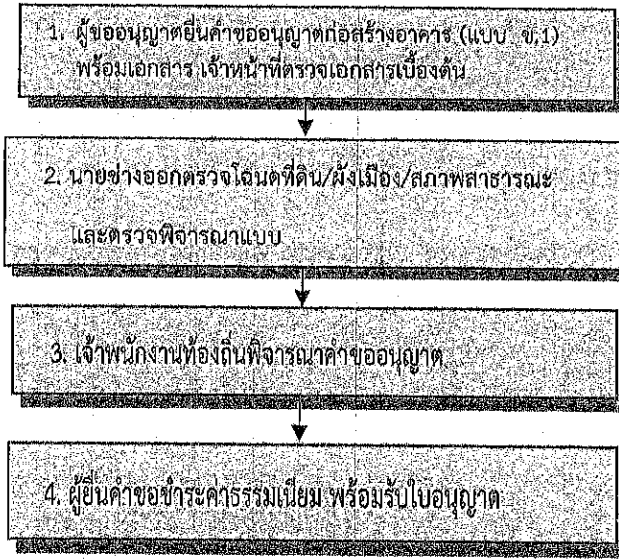 1. ผู้ขออนุญาตยื่นคำขออนุญาตก่อสร้างอาคาร (แบบ ข.1)
พร้อมเอกสาร เจ้าหน้าที่ตรวจเอกสารเบื้องต้น
2. นายช่างออกตรวจโฉนดที่ดิน/ผังเมือง/สภาพสาธารณะ
และตรวจพิจารณาแบบ
3. เจ้าพนักงานท้องถิ่นพิจารณาคำขออนุญาต
4. ผู้ยื่นคำขอชำระค่าธรรมเนียม พร้อมรับใบอนุญาต